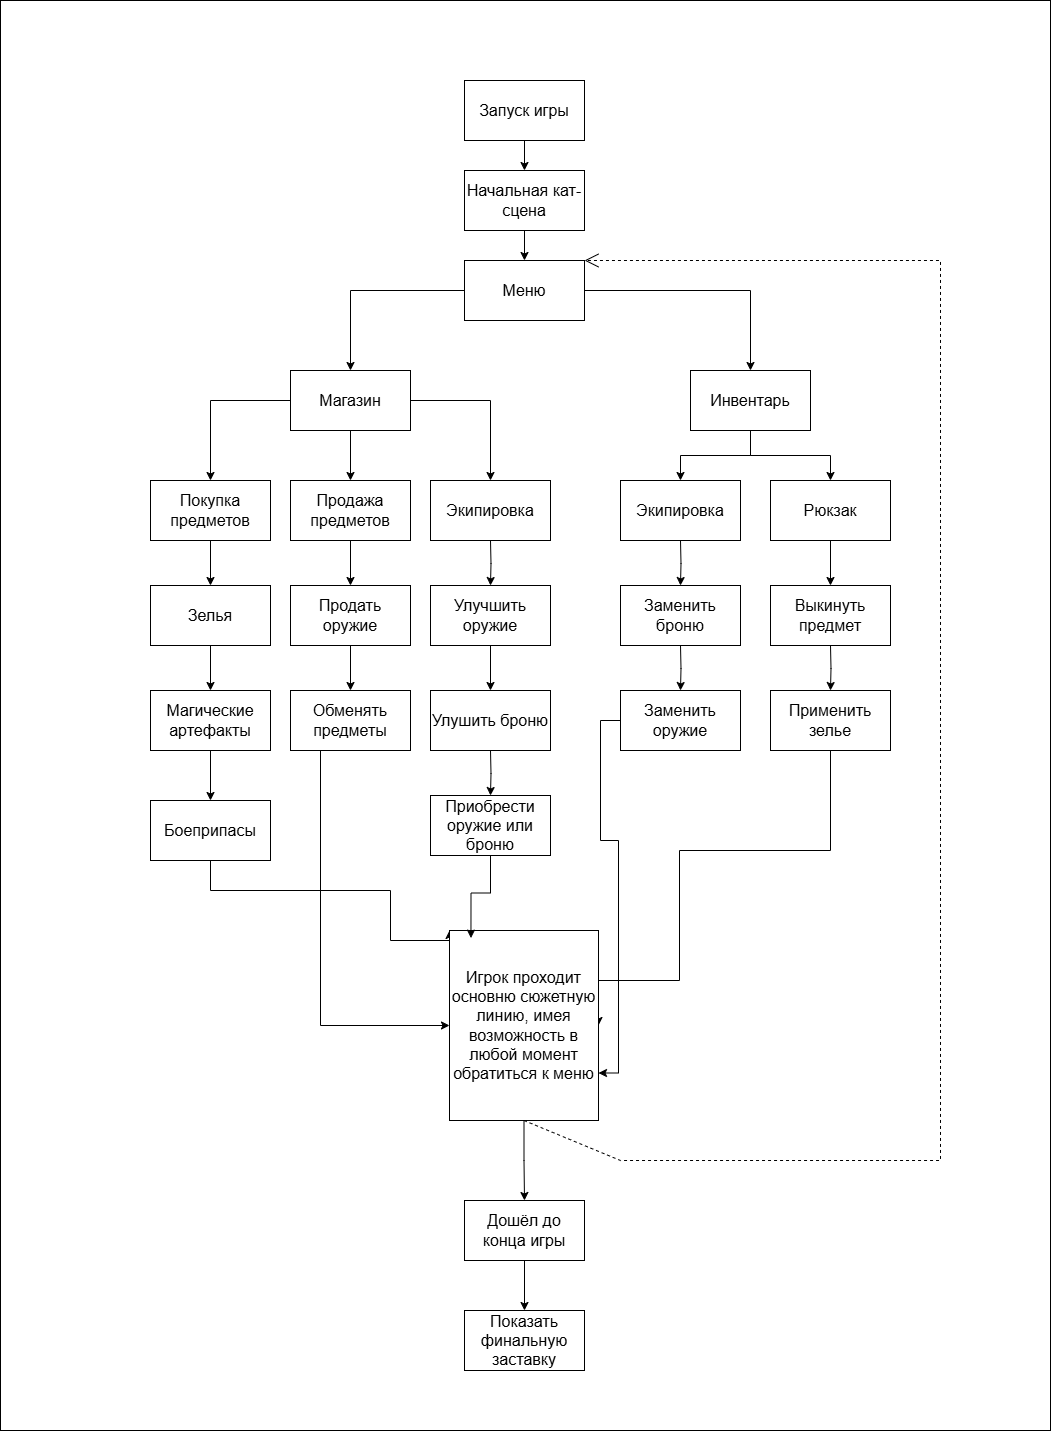 Запуск игры
Начальная кат-
сцена
Меню
Магазин
Инвентарь
Покупка
предметов
Продажа
предметов
Экипировка
Экипировка
Рюкзак
Зелья
Продать
оружие
Улучшить
оружие
Заменить
броню
Выкинуть
предмет
Магические
артефакты
Обменять
предметы
Улушить броню
Заменить
оружие
Применить
зелье
Боеприпасы
Приобрести
оружие или
броню
Игрок проходит
основню сюжетную
линию, имея
возможность в
любой момент
обратиться к меню
Дошёл до
конца игры
Показать
финальную
заставку